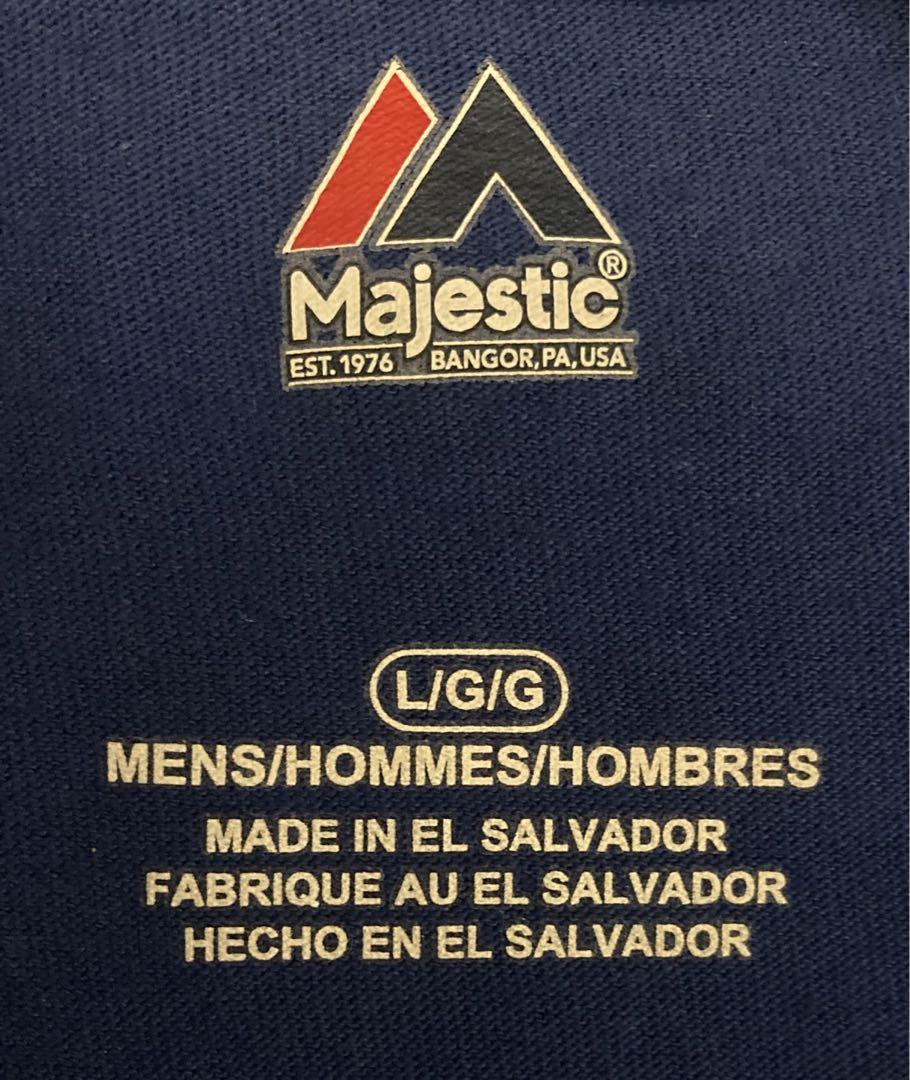 Majestic®
EST. 1976 BANGOR, PA, USA
L/G/G
MENS/HOMMES/HOMBRES
MADE IN EL SALVADOR
FABRIQUE AU EL SALVADOR
HECHO EN EL SALVADOR